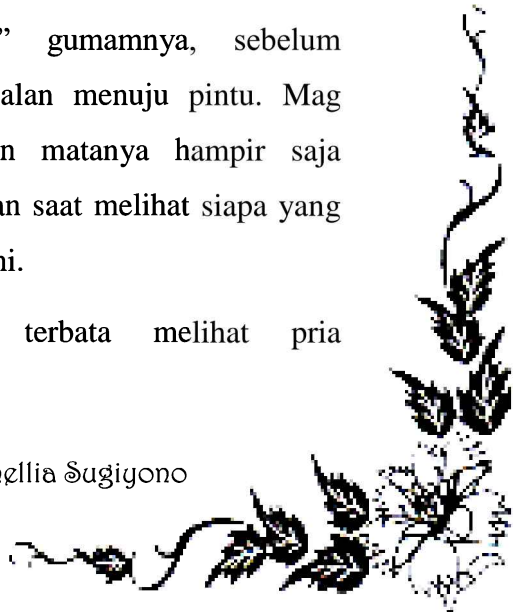 ” gumamnya, sebelum
alan menuju pintu. Mag
n matanya hampir saja
an saat melihat siapa yang
ni.
terbata melihat pria
ellia Sugiyono